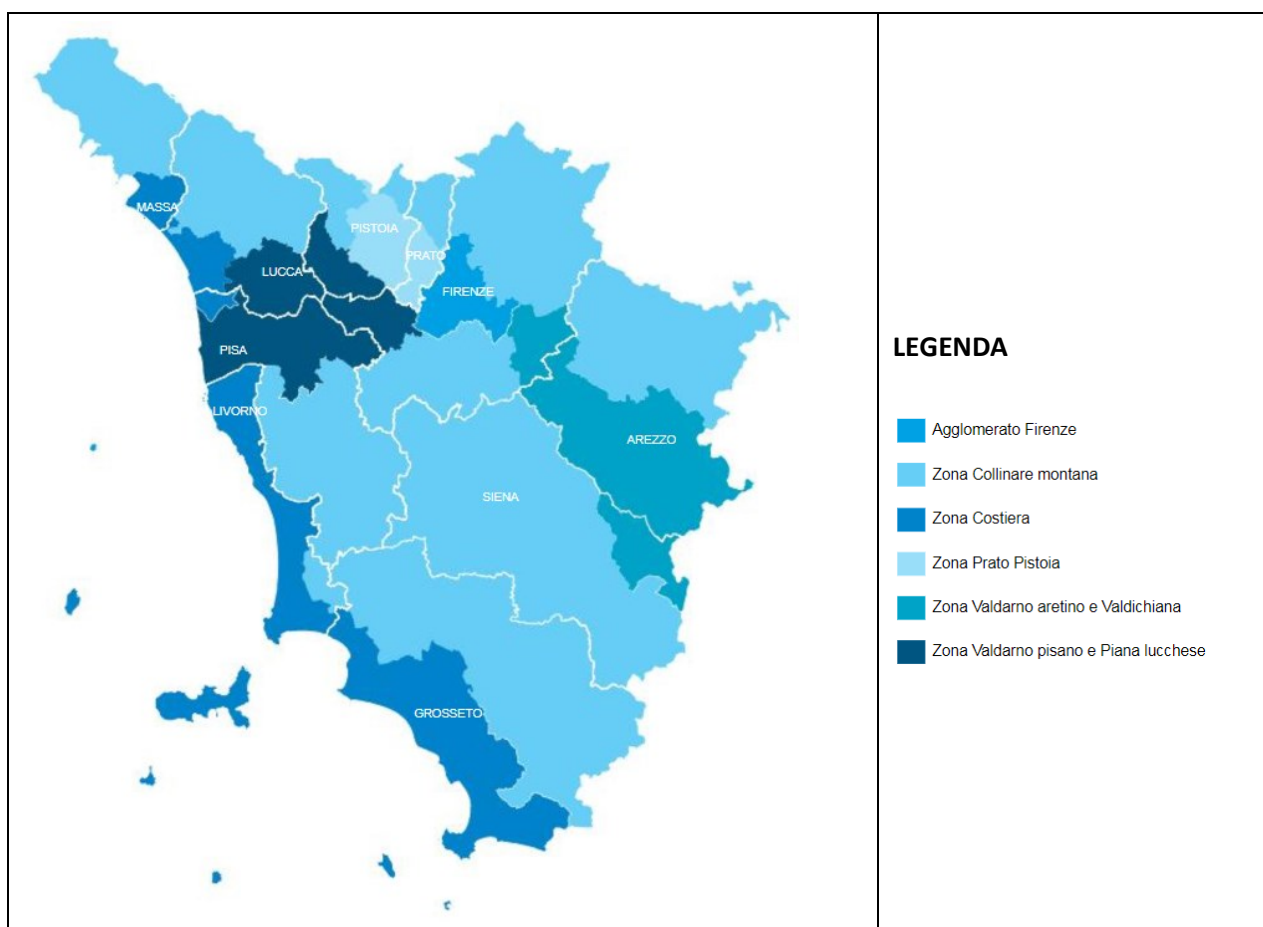 MASSA
PISTOIA
PRATO
LUCCA
FIRENZE
PISA
LIVORNO
AREZZO
SIENA
GROSSETO
LEGENDA
Agglomerato Firenze
Zona Collinare montana
Zona Costiera
Zona Prato Pistoia
Zona Valdarno aretino e Valdichiana
Zona Valdarno pisano e Piana lucchese